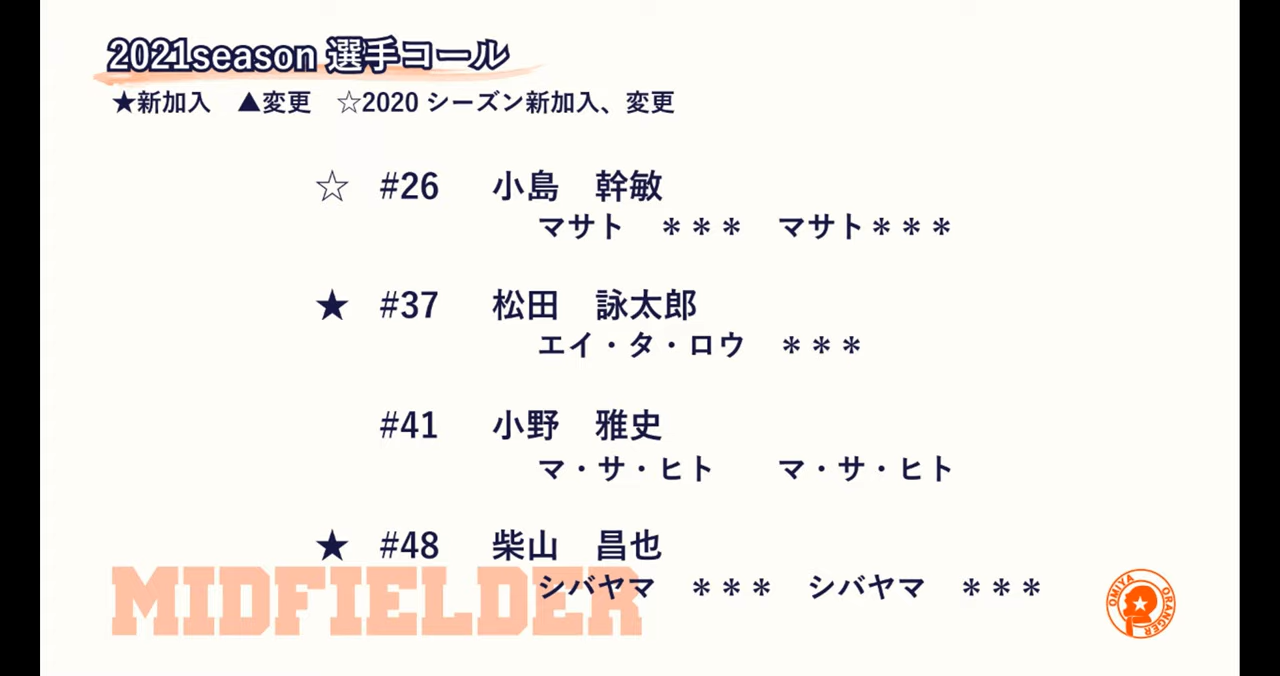 2021season 選手コール
★新加入　▲変更　☆2020 シーズン新加入、変更
☆ #26 小島　幹敏
マサト　＊＊＊　マサト＊＊＊
★ #37 松田　詠太郎
エイ・タ・ロウ　＊＊＊
#41 小野　雅史
マ・サ・ヒト　　マ・サ・ヒト
★ #48 柴山　昌也
シバヤマ　＊＊＊　シバヤマ　＊＊＊
MIDFIELDER
OMIYA ORANGER